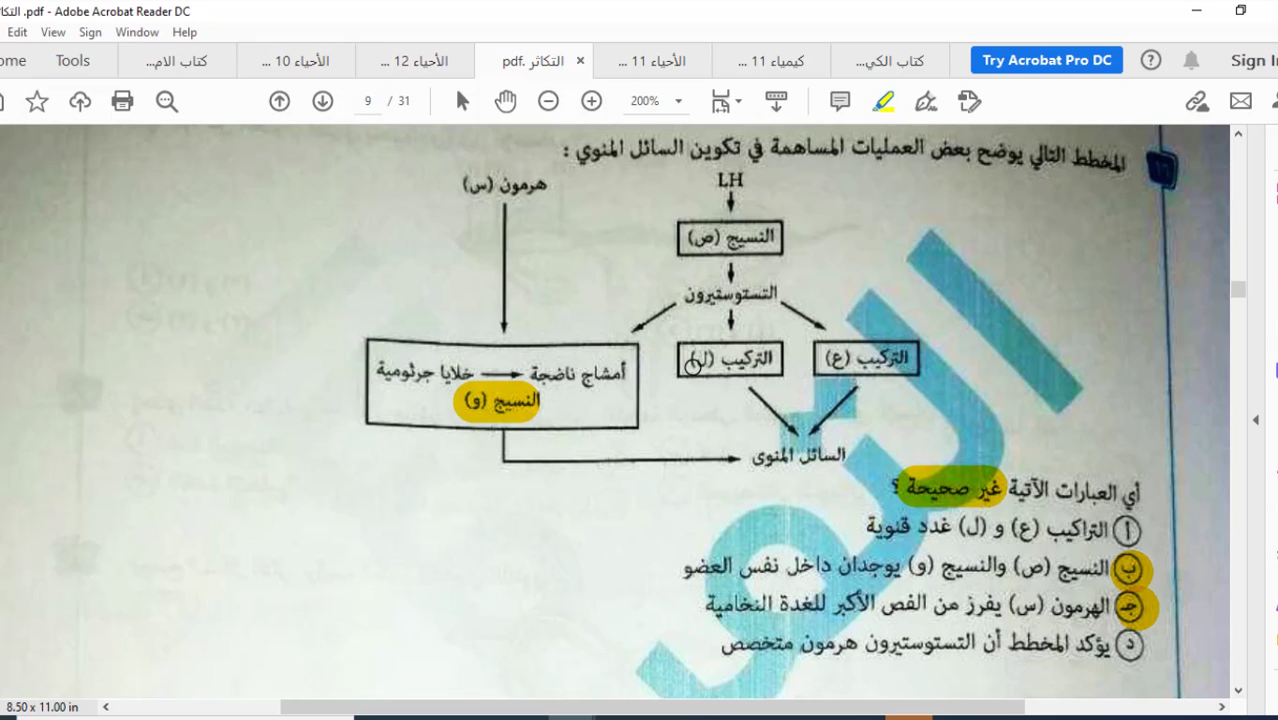 التكاثر .pdf - Adobe Acrobat Reader DC
Edit View Sign Window Help
Tools
كتاب الام...
الأحياء 10 ...
الأحياء 12 ...
التكاثر .pdf ×
الأحياء 11 ...
كيمياء 11 ...
كتاب الكي...
Try Acrobat Pro DC
Sign In
9 / 31
200%
المخطط التالي يوضح بعض العمليات المساهمة في تكوين السائل المنوي :
LH
هرمون (س)
النسيج (ص)
التستوستيرون
التركيب (ع)
التركيب (ل)
أمشاج ناضجة
خلايا جرثومية
النسيج (و)
السائل المنوى
أي العبارات الآتية غير صحيحة ؟
أ التراكيب (ع) و (ل) غدد قنوية
ب النسيج (ص) والنسيج (و) يوجدان داخل نفس العضو
جـ الهرمون (س) يفرز من الفص الأكبر للغدة النخامية
د يؤكد المخطط أن التستوستيرون هرمون متخصص
8.50 x 11.00 in